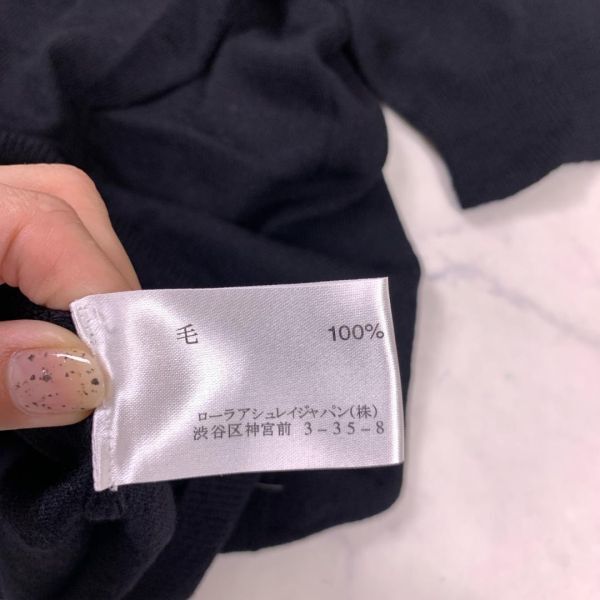 毛 100%
ローラアシュレイジャパン(株)
渋谷区神宮前 3-35-8